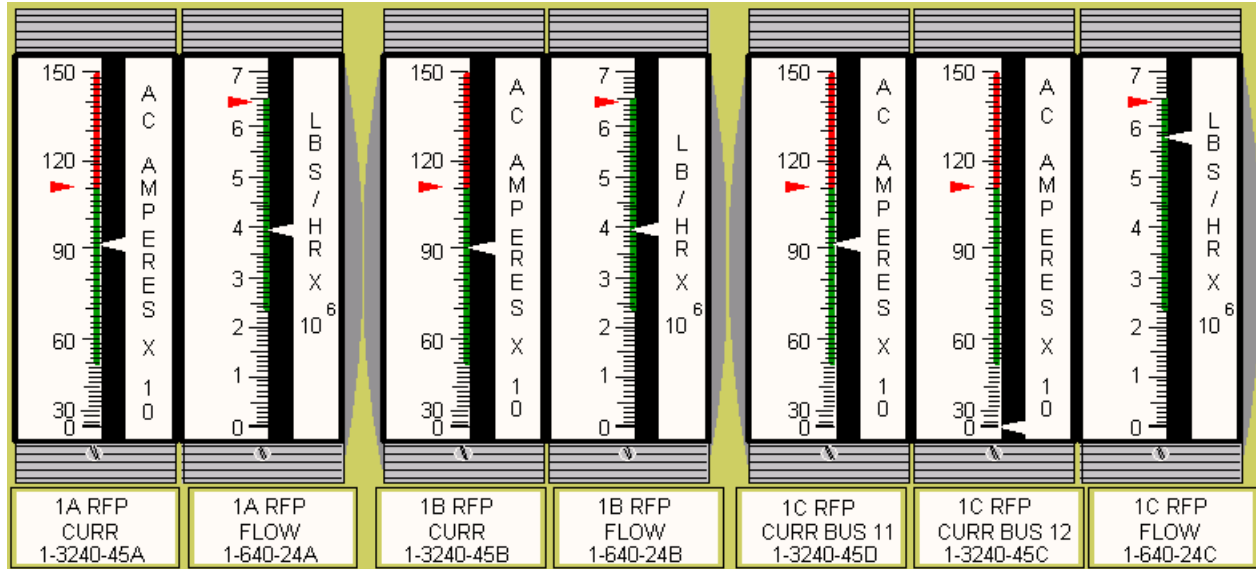 150
120
90
60
30
0
AC AMPERES X 10
7
6
5
4
3
2
1
0
LBS/HR X 10 6
150
120
90
60
30
0
AC AMPERES X 10
7
6
5
4
3
2
1
0
LB/HR X 10 6
150
120
90
60
30
0
AC AMPERES X 10
150
120
90
60
30
0
AC AMPERES X 10
7
6
5
4
3
2
1
0
LBS/HR X 10 6
1A RFP
CURR
1-3240-45A
1A RFP
FLOW
1-640-24A
1B RFP
CURR
1-3240-45B
1B RFP
FLOW
1-640-24B
1C RFP
CURR BUS 11
1-3240-45D
1C RFP
CURR BUS 12
1-3240-45C
1C RFP
FLOW
1-640-24C